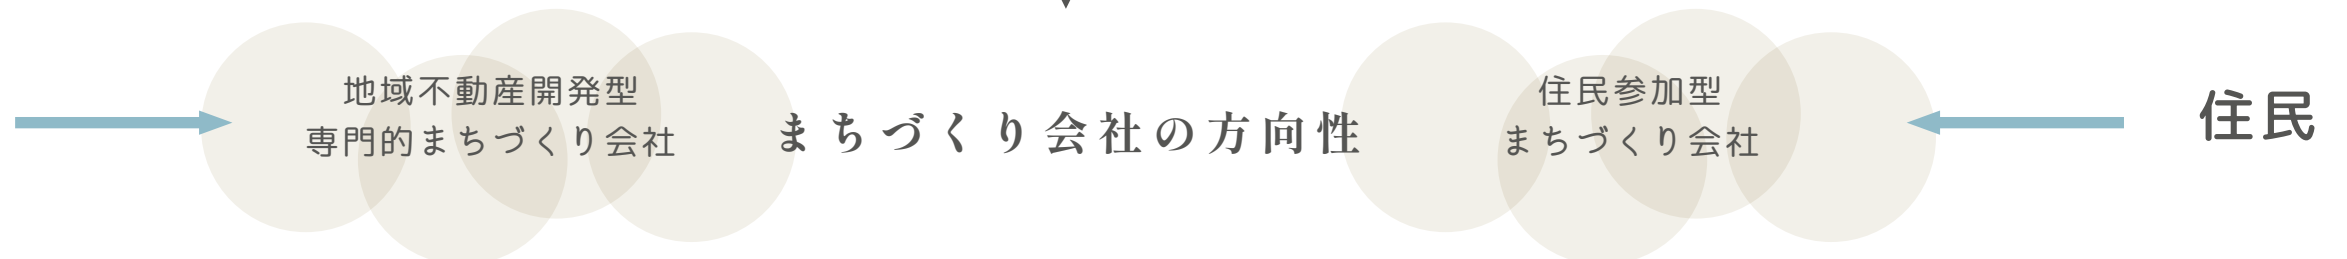 地域不動産開発型
専門的まちづくり会社
まちづくり会社の方向性
住民参加型
まちづくり会社
住民